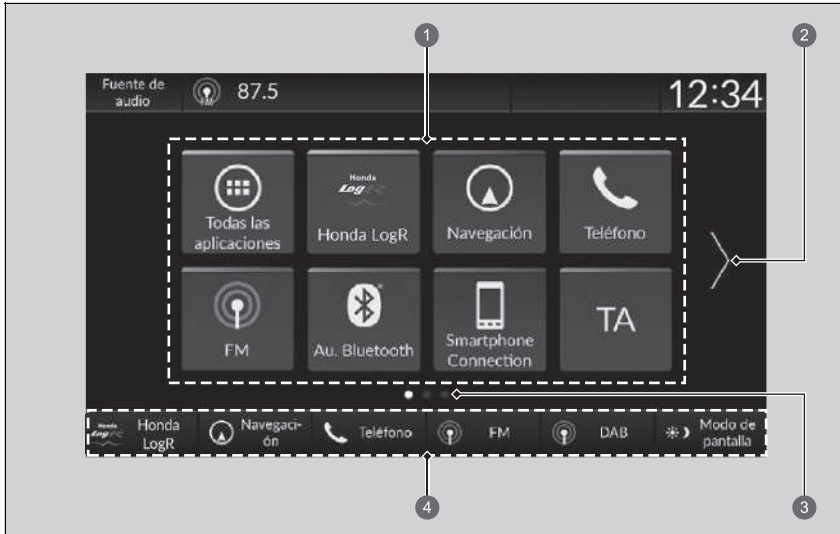 1
2
Fuente de
audio
FM
87.5
12:34
Todas las
aplicaciones
Honda
LogR
Honda LogR
Navegación
Teléfono
FM
Au. Bluetooth
Smartphone
Connection
TA
Honda
LogR
Honda
LogR
Navegaci-
ón
Teléfono
FM
DAB
Modo de
pantalla
4
3